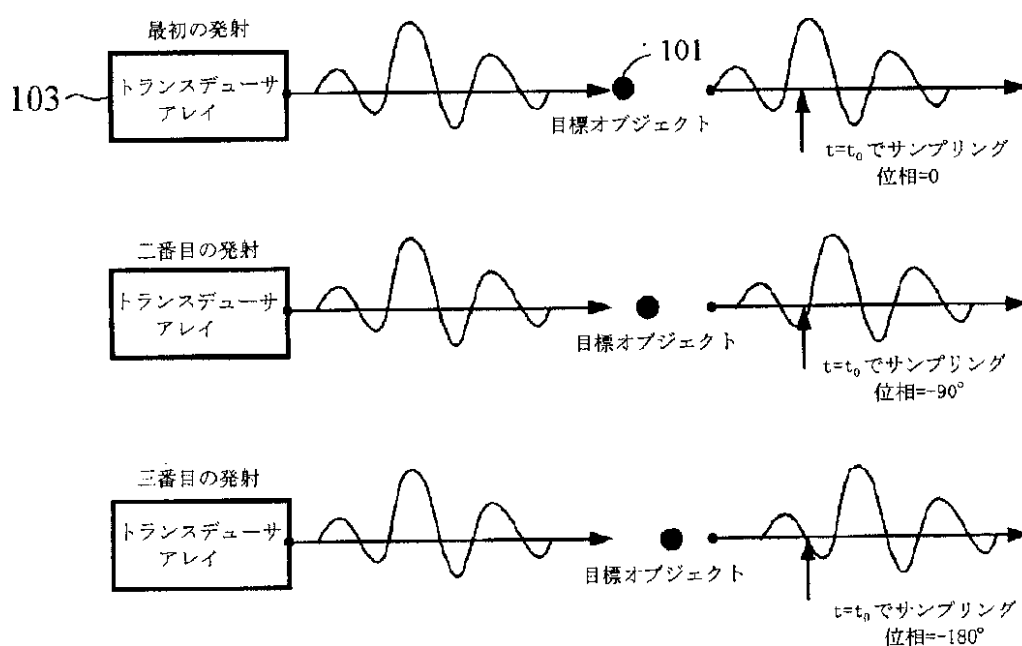 最初の発射
103
トランスデューサ
アレイ
101
目標オブジェクト
t=t₀でサンプリング
位相=0
二番目の発射
トランスデューサ
アレイ
目標オブジェクト
t=t₀でサンプリング
位相=-90°
三番目の発射
トランスデューサ
アレイ
目標オブジェクト
t=t₀でサンプリング
位相=-180°